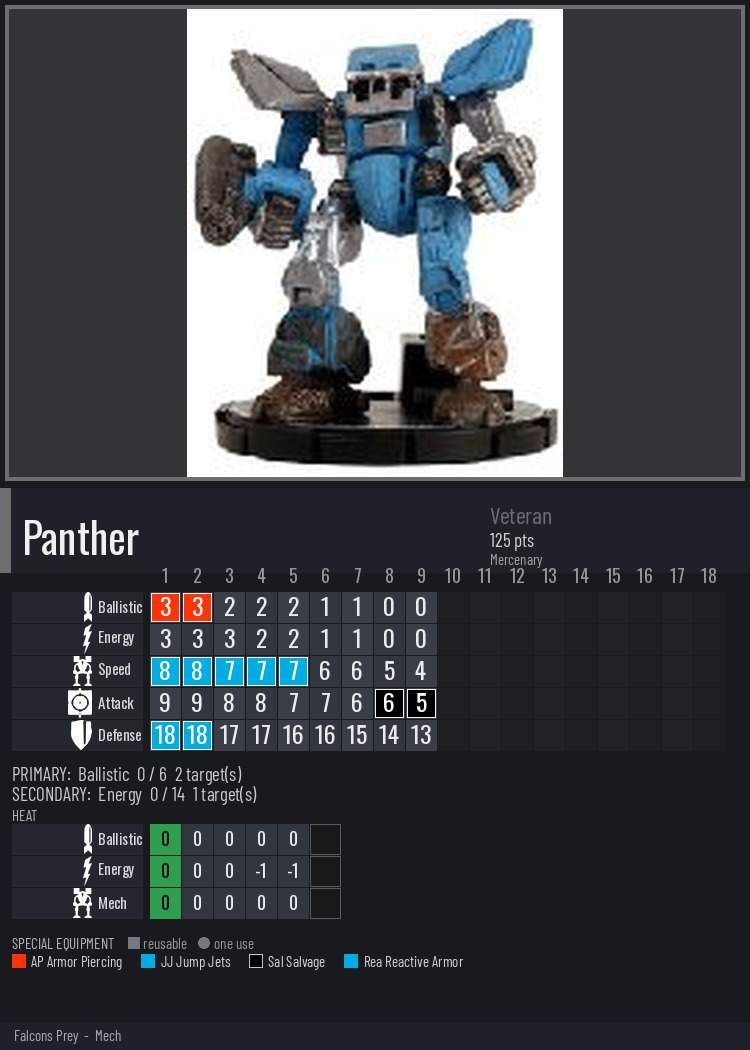 Panther
Veteran
125 pts
Mercenary
1 2 3 4 5 6 7 8 9 10 11 12 13 14 15 16 17 18
Ballistic 3 3 2 2 2 1 1 0 0
Energy 3 3 3 2 2 1 1 0 0
Speed 8 8 7 7 7 6 6 5 4
Attack 9 9 8 8 7 7 6 6 5
Defense 18 18 17 17 16 16 15 14 13
PRIMARY: Ballistic 0 / 6 2 target(s)
SECONDARY: Energy 0 / 14 1 target(s)
HEAT
Ballistic 0 0 0 0 0
Energy 0 0 0 -1 -1
Mech 0 0 0 0 0
SPECIAL EQUIPMENT reusable one use
AP Armor Piercing JJ Jump Jets Sal Salvage Rea Reactive Armor
Falcons Prey - Mech